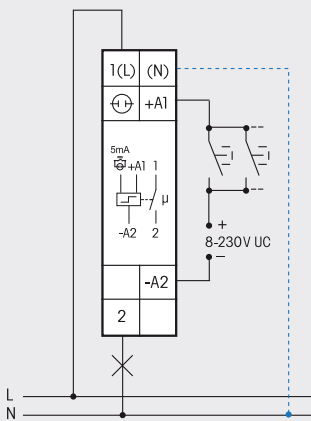 1(L) (N)
+A1
5mA
+A1 1
µ
-A2 2
+
8-230V UC
−
-A2
2
L
N